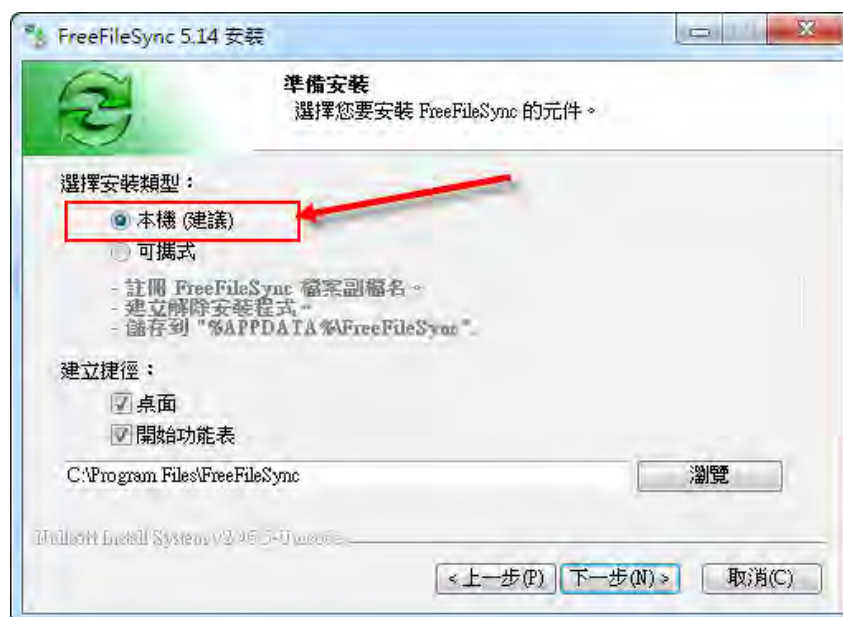 FreeFileSync 5.14 安裝
準備安裝
選擇您要安裝 FreeFileSync 的元件。
選擇安裝類型：
本機 (建議)
可攜式
- 註冊 FreeFileSync 檔案副檔名。
- 建立解除安裝程式。
- 儲存到 "%APPDATA%\FreeFileSync".
建立捷徑：
桌面
開始功能表
C:\Program Files\FreeFileSync
瀏覽
Nullsoft Install System
< 上一步(P)
下一步(N) >
取消(C)